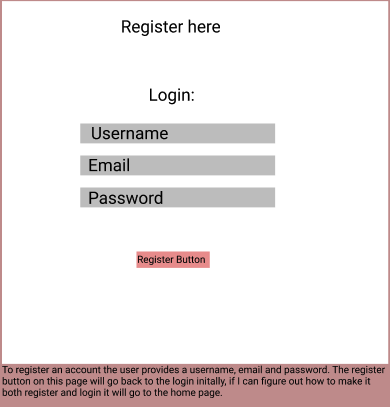 Register here
Login:
Username
Email
Password
Register Button
To register an account the user provides a username, email and password. The register
button on this page will go back to the login initally, if I can figure out how to make it
both register and login it will go to the home page.